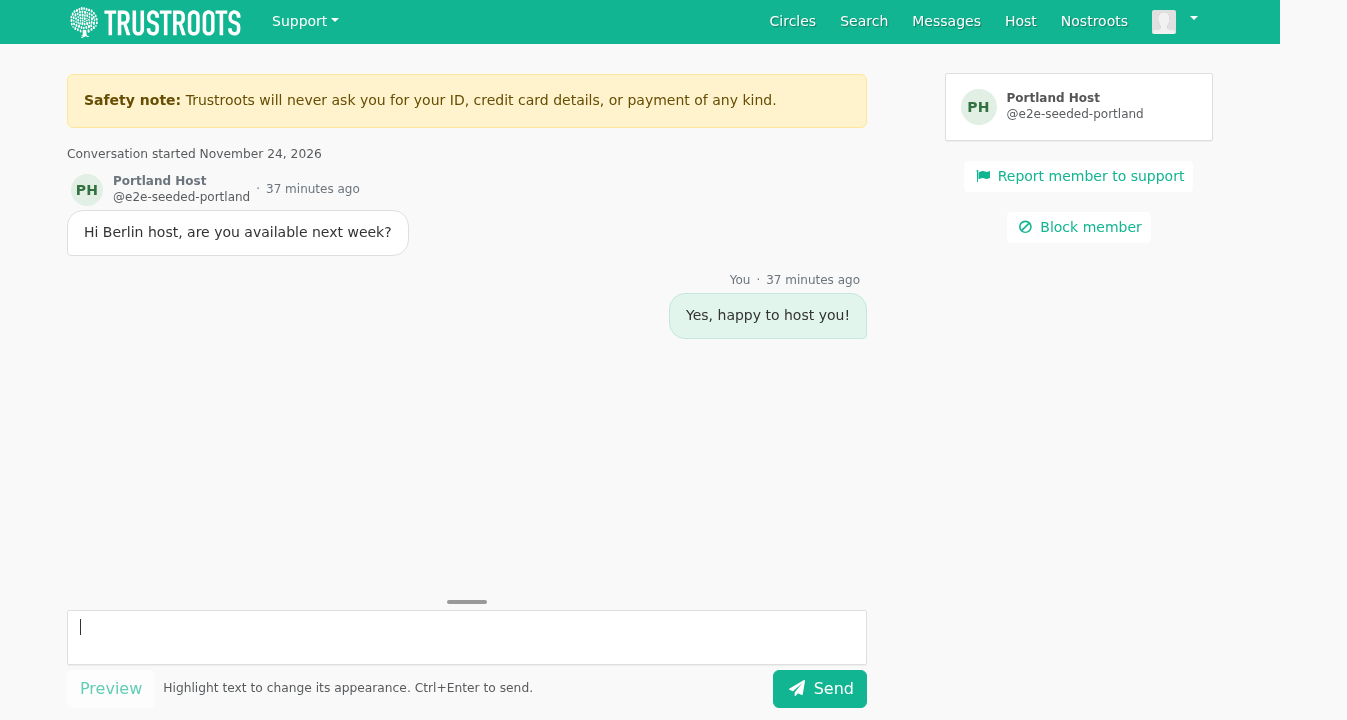 TRUSTROOTS Support Circles Search Messages Host Nostroots
Safety note: Trustroots will never ask you for your ID, credit card details, or payment of any kind.
Conversation started November 24, 2026
PH Portland Host
@e2e-seeded-portland · 37 minutes ago
Hi Berlin host, are you available next week?
You · 37 minutes ago
Yes, happy to host you!
Preview Highlight text to change its appearance. Ctrl+Enter to send. Send
PH Portland Host
@e2e-seeded-portland
Report member to support
Block member